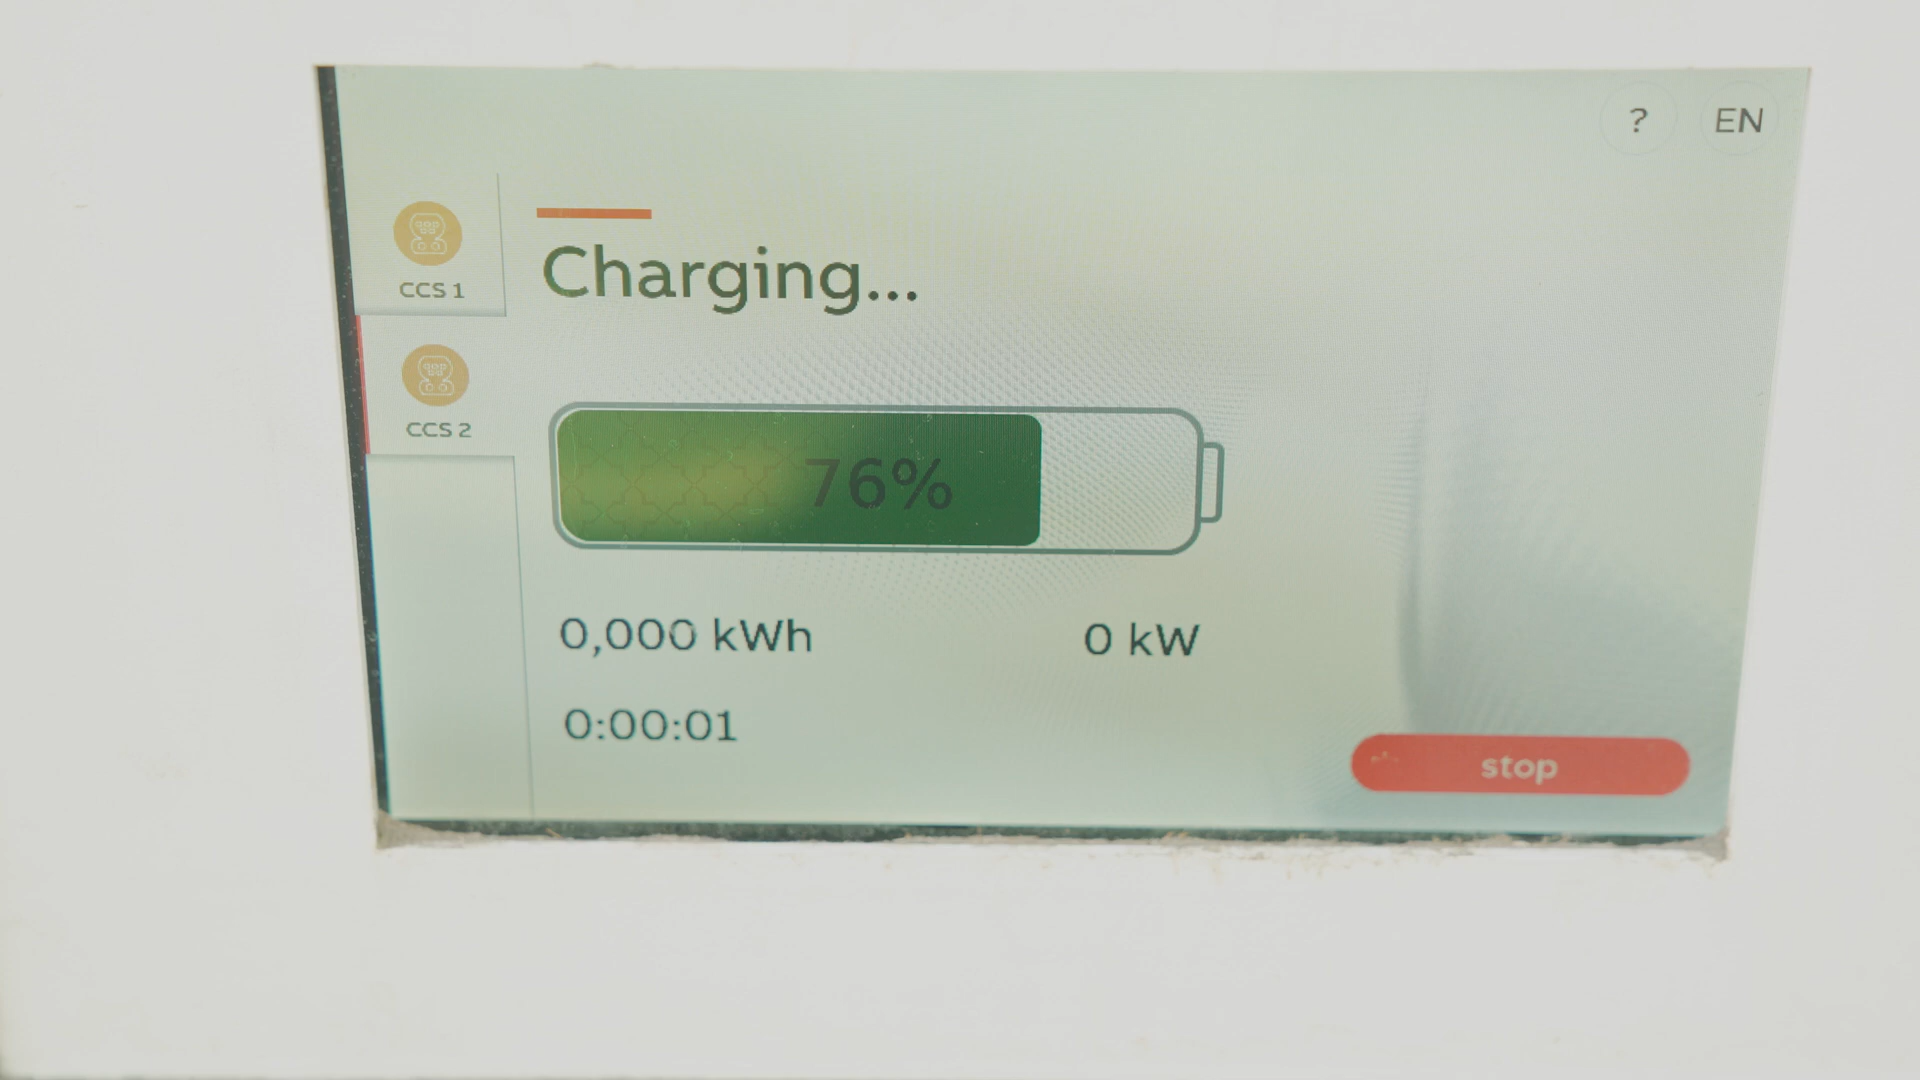 ? EN
CCS 1
CCS 2
Charging...
76%
0,000 kWh 0 kW
0:00:01
stop